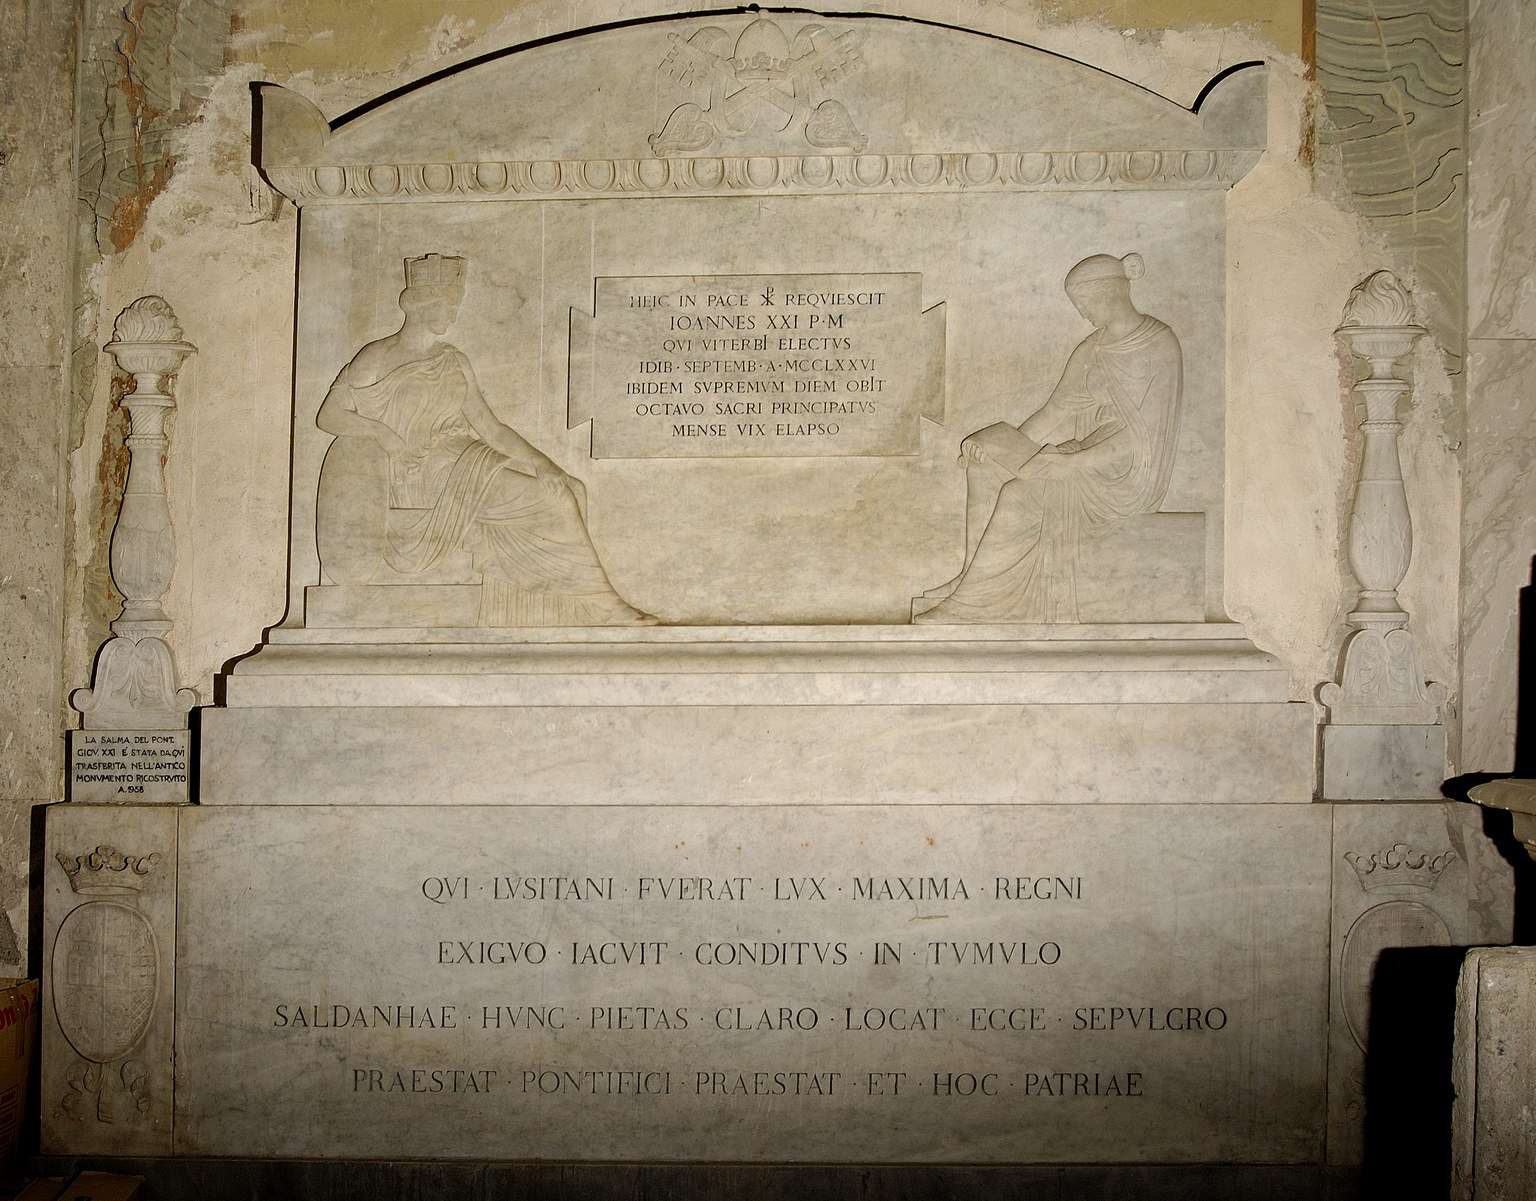 HEIC IN PACE ☧ REQVIESCIT
IOANNES XXI P·M
QVI VITERBI ELECTVS
IDIB·SEPTEMB·A·MCCLXXVI
IBIDEM SVPREMVM DIEM OBIT
OCTAVO SACRI PRINCIPATVS
MENSE VIX ELAPSO
LA SALMA DEL PONT.
GIOV. XXI È STATA DA QVI
TRASFERITA NELL'ANTICO
MONVMENTO RICOSTRVITO
A. 1958
QVI · LVSITANI · FVERAT · LVX · MAXIMA · REGNI
EXIGVO · IACVIT · CONDITVS · IN · TVMVLO
SALDANHAE · HVNC · PIETAS · CLARO · LOCAT · ECCE · SEPVLCRO
PRAESTAT · PONTIFICI · PRAESTAT · ET · HOC · PATRIAE